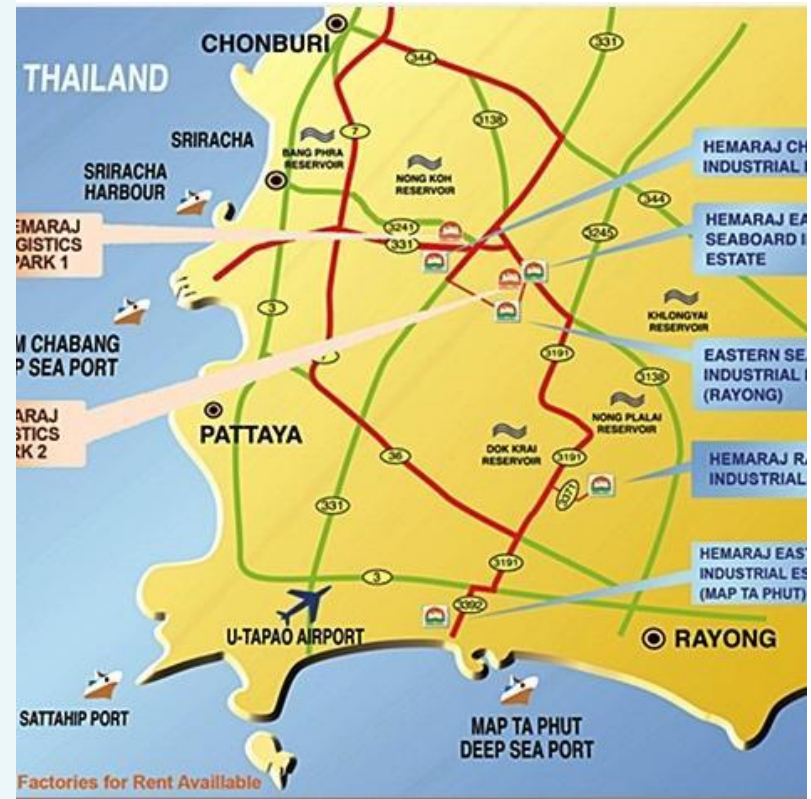 CHONBURI
344
331
THAILAND
7
3138
SRIRACHA
BANG PHRA
RESERVOIR
NONG KOH
RESERVOIR
SRIRACHA
HARBOUR
HEMARAJ CH
INDUSTRIAL
344
EMARAJ
GISTICS
PARK 1
3241
331
3245
HEMARAJ EA
SEABOARD I
ESTATE
3
KHLONGYAI
RESERVOIR
M CHABANG
P SEA PORT
3191
3138
EASTERN SEA
INDUSTRIAL
(RAYONG)
ARAJ
STICS
RK 2
PATTAYA
NONG PLALAI
RESERVOIR
DOK KRAI
RESERVOIR
36
3191
HEMARAJ RA
INDUSTRIAL
3371
331
3191
HEMARAJ EAST
INDUSTRIAL ES
(MAP TA PHUT)
3
3392
U-TAPAO AIRPORT
RAYONG
SATTAHIP PORT
MAP TA PHUT
DEEP SEA PORT
Factories for Rent Availlable